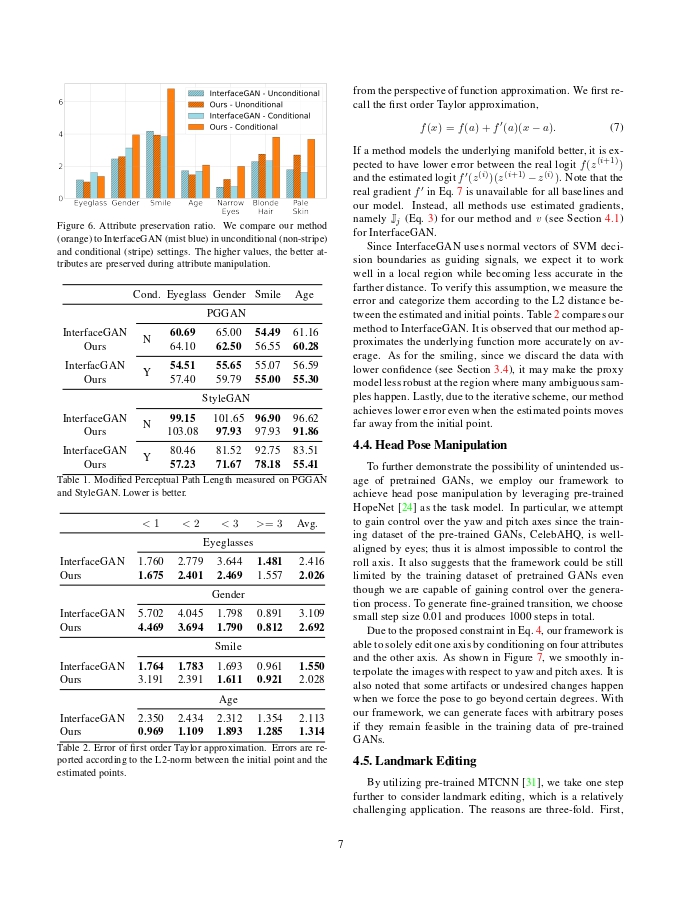 6
4
2
0
InterfaceGAN - Unconditional
Ours - Unonditional
InterfaceGAN - Conditional
Ours - Conditional
Eyeglass Gender Smile Age Narrow Eyes Blonde Hair Pale Skin
Figure 6. Attribute preservation ratio. We compare our method
(orange) to InterfaceGAN (mist blue) in unconditional (non-stripe)
and conditional (stripe) settings. The higher values, the better at-
tributes are preserved during attribute manipulation.
Cond. Eyeglass Gender Smile Age
PGGAN
InterfaceGAN N 60.69 65.00 54.49 61.16
Ours 64.10 62.50 56.55 60.28
InterfacGAN Y 54.51 55.65 55.07 56.59
Ours 57.40 59.79 55.00 55.30
StyleGAN
InterfaceGAN N 99.15 101.65 96.90 96.62
Ours 103.08 97.93 97.93 91.86
InterfaceGAN Y 80.46 81.52 92.75 83.51
Ours 57.23 71.67 78.18 55.41
Table 1. Modified Perceptual Path Length measured on PGGAN
and StyleGAN. Lower is better.
< 1 < 2 < 3 >= 3 Avg.
Eyeglasses
InterfaceGAN 1.760 2.779 3.644 1.481 2.416
Ours 1.675 2.401 2.469 1.557 2.026
Gender
InterfaceGAN 5.702 4.045 1.798 0.891 3.109
Ours 4.469 3.694 1.790 0.812 2.692
Smile
InterfaceGAN 1.764 1.783 1.693 0.961 1.550
Ours 3.191 2.391 1.611 0.921 2.028
Age
InterfaceGAN 2.350 2.434 2.312 1.354 2.113
Ours 0.969 1.109 1.893 1.285 1.314
Table 2. Error of first order Taylor approximation. Errors are re-
ported according to the L2-norm between the initial point and the
estimated points.
from the perspective of function approximation. We first re-
call the first order Taylor approximation,
f(x) = f(a) + f′(a)(x − a). (7)
If a method models the underlying manifold better, it is ex-
pected to have lower error between the real logit f(z^(i+1))
and the estimated logit f′(z^(i))(z^(i+1) − z^(i)). Note that the
real gradient f′ in Eq. 7 is unavailable for all baselines and
our model. Instead, all methods use estimated gradients,
namely 𝕁_j (Eq. 3) for our method and v (see Section 4.1)
for InterfaceGAN.
Since InterfaceGAN uses normal vectors of SVM deci-
sion boundaries as guiding signals, we expect it to work
well in a local region while becoming less accurate in the
farther distance. To verify this assumption, we measure the
error and categorize them according to the L2 distance be-
tween the estimated and initial points. Table 2 compares our
method to InterfaceGAN. It is observed that our method ap-
proximates the underlying function more accurately on av-
erage. As for the smiling, since we discard the data with
lower confidence (see Section 3.4), it may make the proxy
model less robust at the region where many ambiguous sam-
ples happen. Lastly, due to the iterative scheme, our method
achieves lower error even when the estimated points moves
far away from the initial point.
4.4. Head Pose Manipulation
To further demonstrate the possibility of unintended us-
age of pretrained GANs, we employ our framework to
achieve head pose manipulation by leveraging pre-trained
HopeNet [24] as the task model. In particular, we attempt
to gain control over the yaw and pitch axes since the train-
ing dataset of the pre-trained GANs, CelebAHQ, is well-
aligned by eyes; thus it is almost impossible to control the
roll axis. It also suggests that the framework could be still
limited by the training dataset of pretrained GANs even
though we are capable of gaining control over the genera-
tion process. To generate fine-grained transition, we choose
small step size 0.01 and produces 1000 steps in total.
Due to the proposed constraint in Eq. 4, our framework is
able to solely edit one axis by conditioning on four attributes
and the other axis. As shown in Figure 7, we smoothly in-
terpolate the images with respect to yaw and pitch axes. It is
also noted that some artifacts or undesired changes happen
when we force the pose to go beyond certain degrees. With
our framework, we can generate faces with arbitrary poses
if they remain feasible in the training data of pre-trained
GANs.
4.5. Landmark Editing
By utilizing pre-trained MTCNN [31], we take one step
further to consider landmark editing, which is a relatively
challenging application. The reasons are three-fold. First,
7